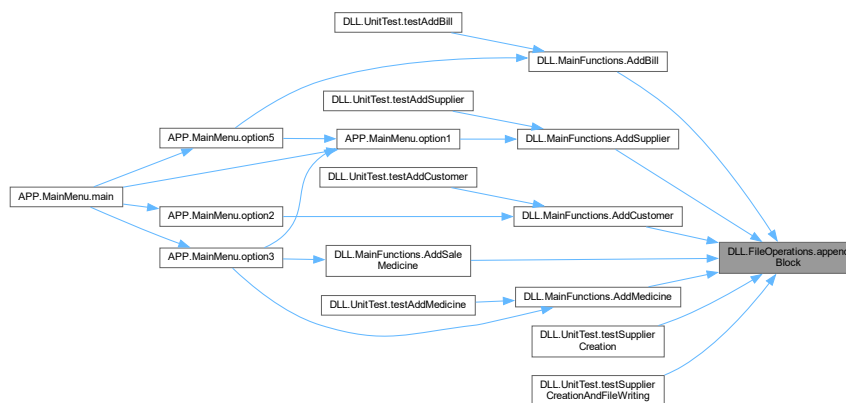 DLL.UnitTest.testAddBill
DLL.MainFunctions.AddBill
DLL.UnitTest.testAddSupplier
APP.MainMenu.option5
APP.MainMenu.option1
DLL.MainFunctions.AddSupplier
DLL.UnitTest.testAddCustomer
APP.MainMenu.main
APP.MainMenu.option2
DLL.MainFunctions.AddCustomer
APP.MainMenu.option3
DLL.MainFunctions.AddSale
Medicine
DLL.FileOperations.append
Block
DLL.UnitTest.testAddMedicine
DLL.MainFunctions.AddMedicine
DLL.UnitTest.testSupplier
Creation
DLL.UnitTest.testSupplier
CreationAndFileWriting